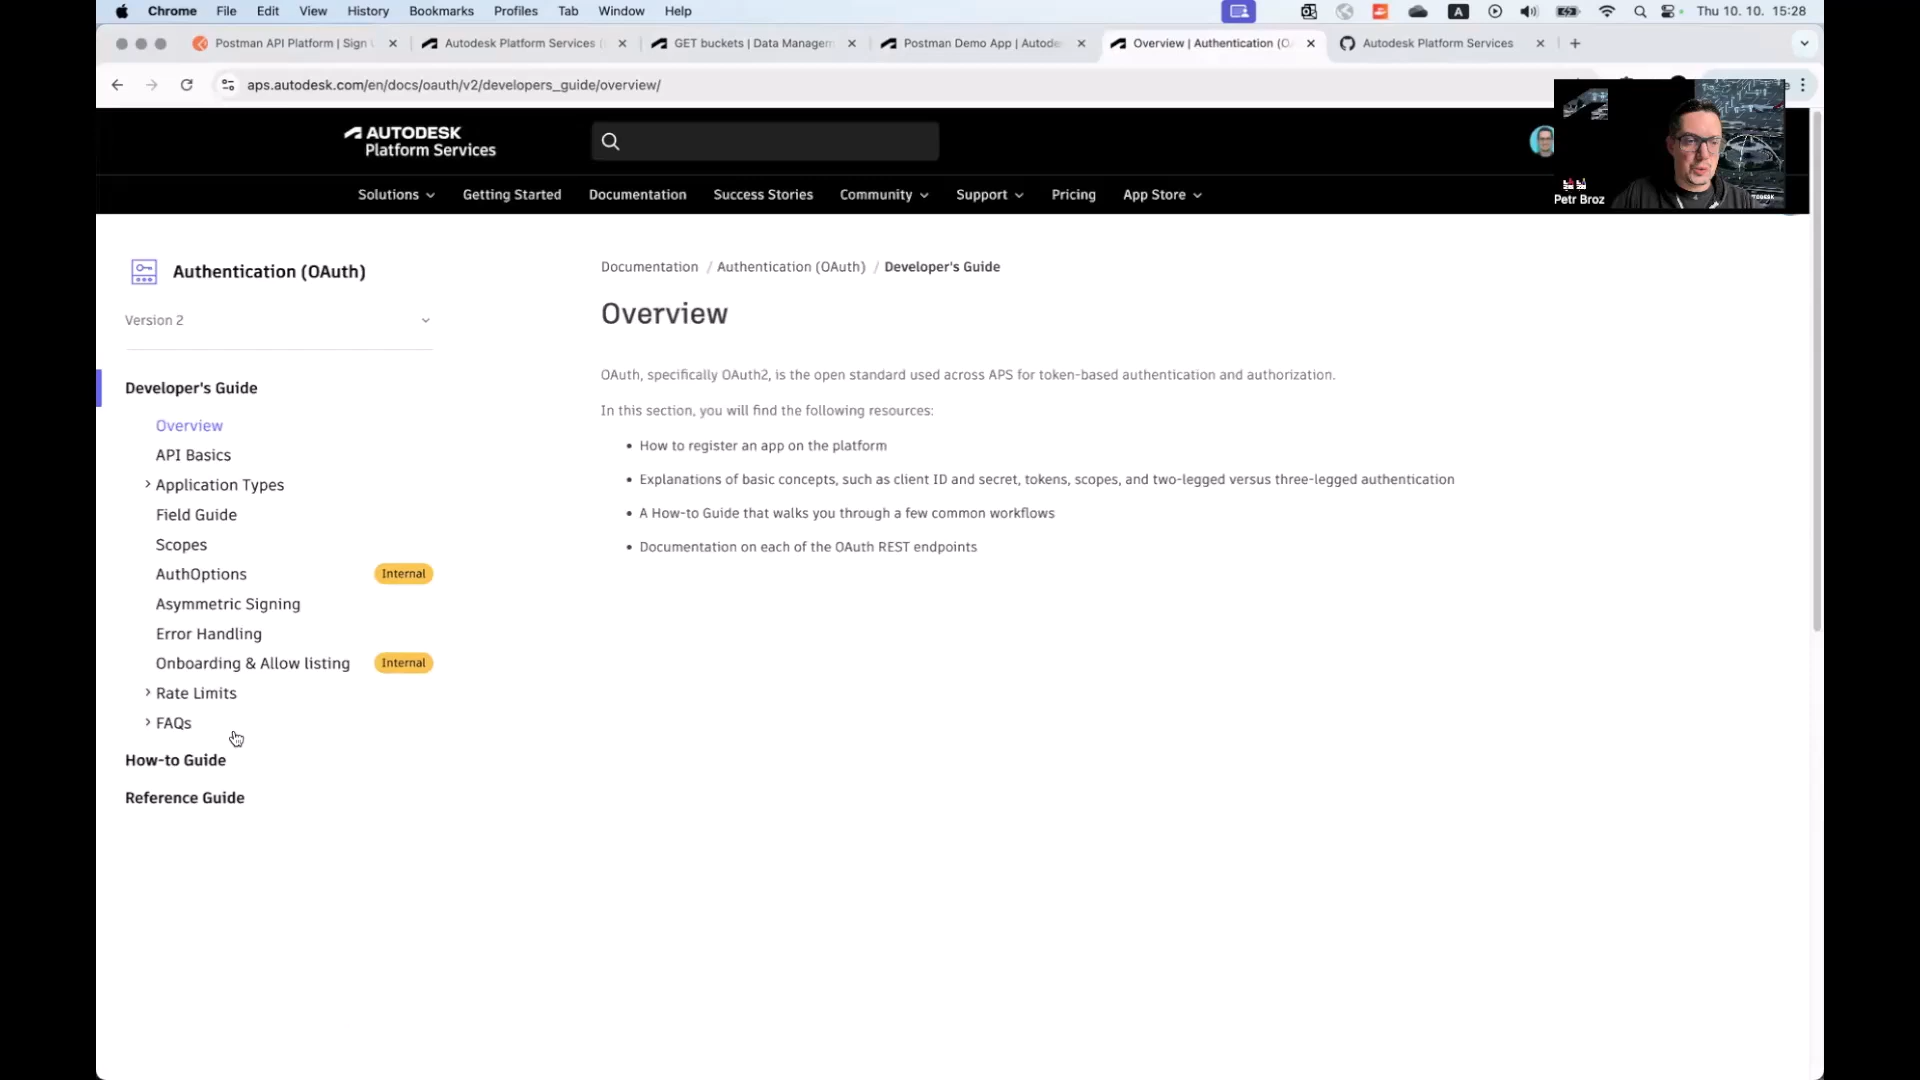 Chrome File Edit View History Bookmarks Profiles Tab Window Help A Thu 10. 10. 15:28
Postman API Platform | Sign Autodesk Platform Services GET buckets | Data Managem Postman Demo App | Autode Overview | Authentication (O Autodesk Platform Services
aps.autodesk.com/en/docs/oauth/v2/developers_guide/overview/
AUTODESK
Platform Services
Petr Broz
Solutions Getting Started Documentation Success Stories Community Support Pricing App Store
Authentication (OAuth)
Version 2
Developer's Guide
Overview
API Basics
Application Types
Field Guide
Scopes
AuthOptions Internal
Asymmetric Signing
Error Handling
Onboarding & Allow listing Internal
Rate Limits
FAQs
How-to Guide
Reference Guide
Documentation / Authentication (OAuth) / Developer's Guide
Overview
OAuth, specifically OAuth2, is the open standard used across APS for token-based authentication and authorization.
In this section, you will find the following resources:
• How to register an app on the platform
• Explanations of basic concepts, such as client ID and secret, tokens, scopes, and two-legged versus three-legged authentication
• A How-to Guide that walks you through a few common workflows
• Documentation on each of the OAuth REST endpoints